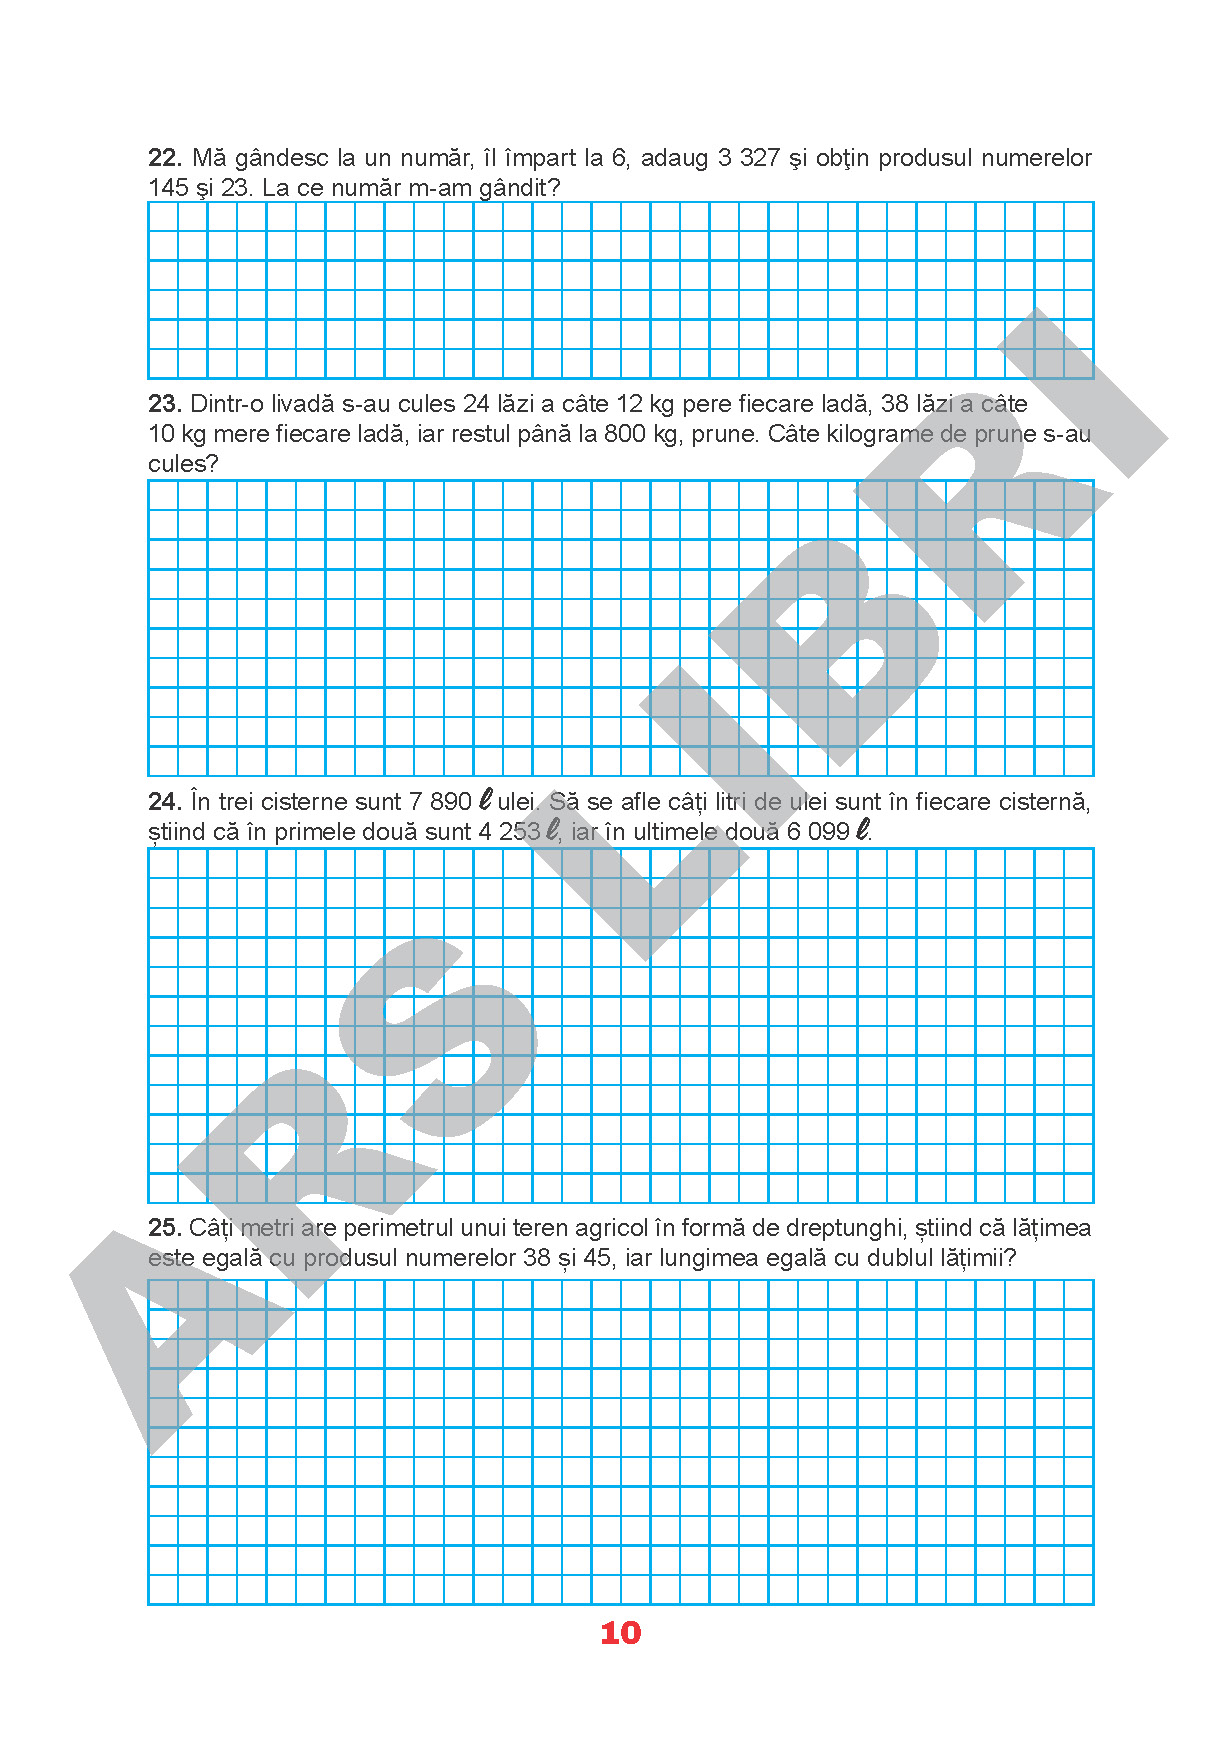 22. Mă gândesc la un număr, îl împart la 6, adaug 3 327 şi obţin produsul numerelor
145 şi 23. La ce număr m-am gândit?
23. Dintr-o livadă s-au cules 24 lăzi a câte 12 kg pere fiecare ladă, 38 lăzi a câte
10 kg mere fiecare ladă, iar restul până la 800 kg, prune. Câte kilograme de prune s-au
cules?
24. În trei cisterne sunt 7 890 ℓ ulei. Să se afle câți litri de ulei sunt în fiecare cisternă,
știind că în primele două sunt 4 253 ℓ, iar în ultimele două 6 099 ℓ.
25. Câți metri are perimetrul unui teren agricol în formă de dreptunghi, știind că lățimea
este egală cu produsul numerelor 38 și 45, iar lungimea egală cu dublul lățimii?
ARS LIBRI
10